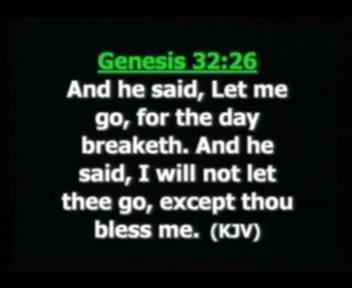 Genesis 32:26
And he said, Let me
go, for the day
breaketh. And he
said, I will not let
thee go, except thou
bless me. (KJV)